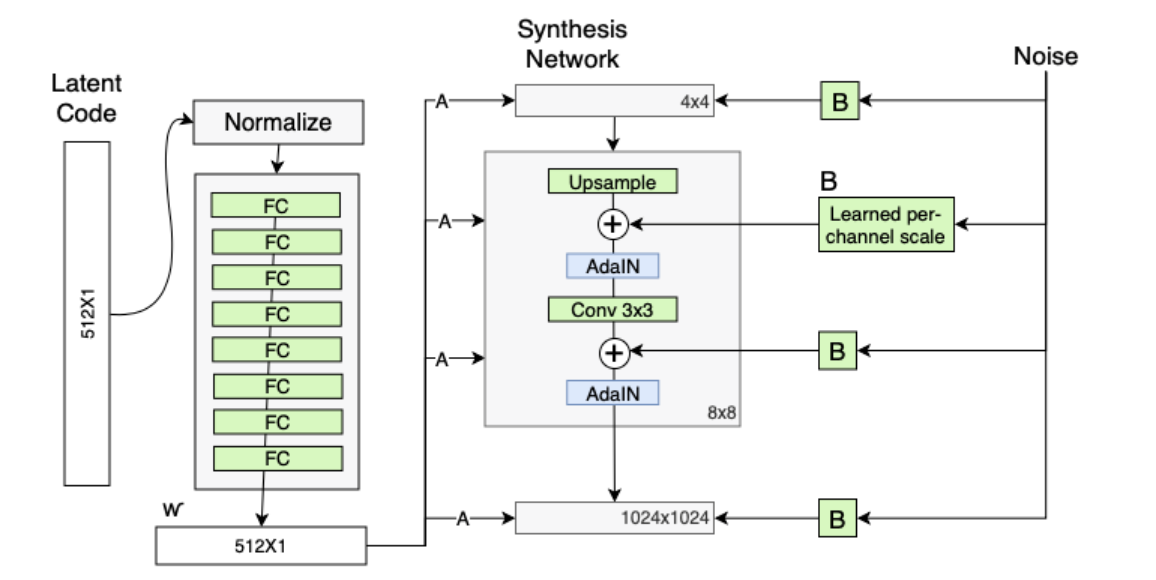 Latent
Code
512X1
Normalize
FC
FC
FC
FC
FC
FC
FC
FC
w
512X1
Synthesis
Network
A
4x4
B
Noise
A
Upsample
+
B
Learned per-
channel scale
AdaIN
Conv 3x3
A
+
B
AdaIN
8x8
A
1024x1024
B